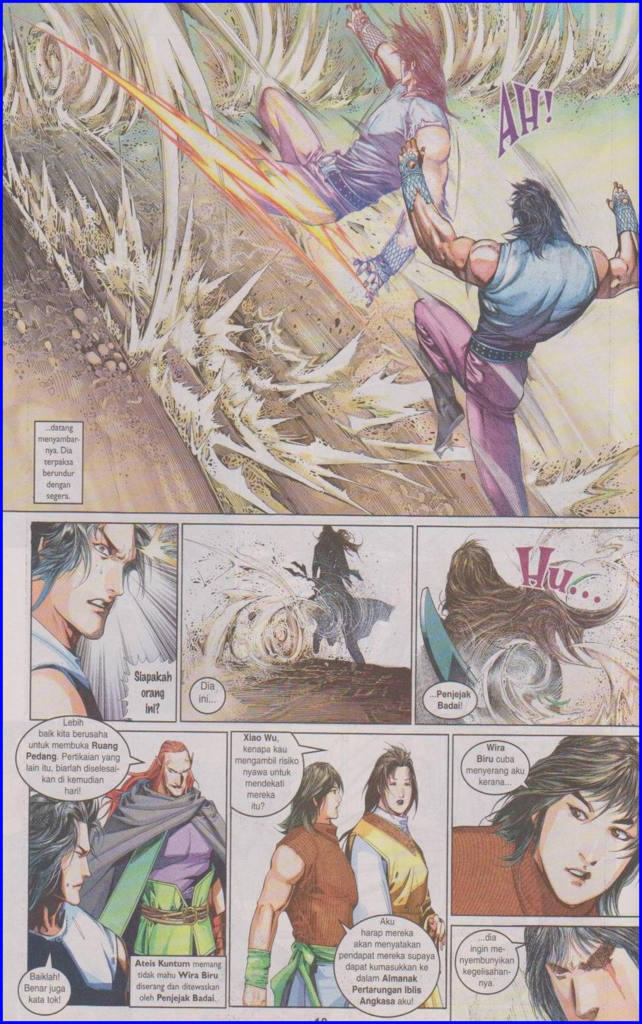 AH!
...datang
menyambar-
nya. Dia
terpaksa
berundur
dengan
segera.
Siapakah
orang
ini?
Dia
ini...
Hu...
...Penjejak
Badai!
Lebih
baik kita berusaha
untuk membuka Ruang
Pedang. Pertikaian yang
lain itu, biarlah diselesai-
kan di kemudian
hari!
Baiklah!
Benar juga
kata tok!
Ateis Kuntum memang
tidak mahu Wira Biru
diserang dan ditewaskan
oleh Penjejak Badai.
Xiao Wu,
kenapa kau
mengambil risiko
nyawa untuk
mendekati
mereka
itu?
Aku
harap mereka
akan menyatakan
pendapat mereka supaya
dapat kumasukkan ke
dalam Almanak
Pertarungan Iblis
Angkasa aku!
Wira
Biru cuba
menyerang aku
kerana...
...dia
ingin me-
nyembunyikan
kegelisahan-
nya.